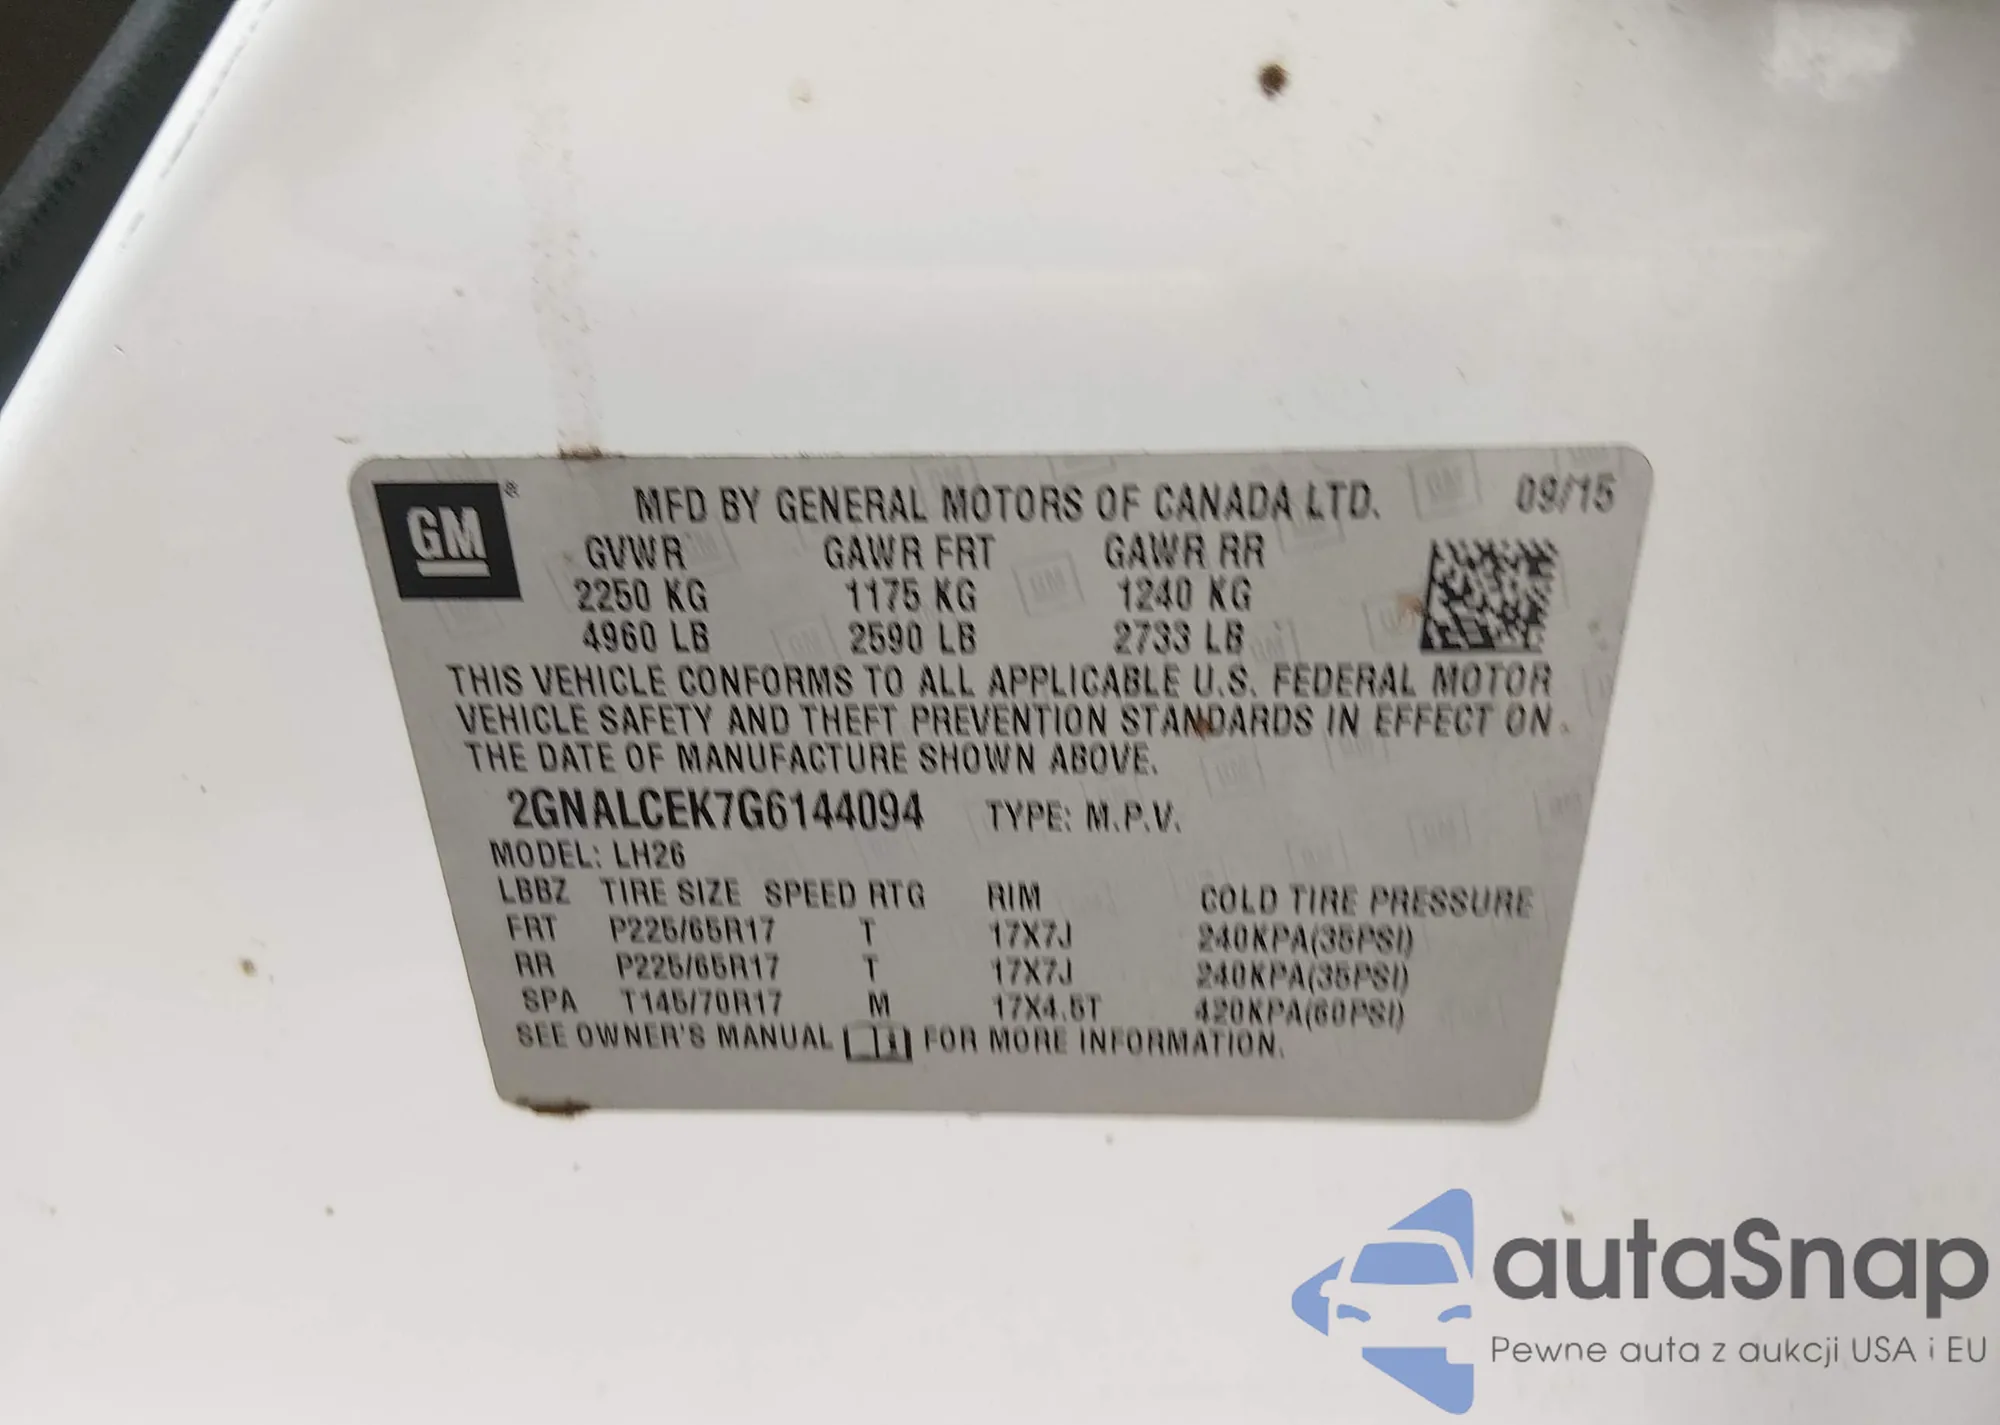 GM®
MFD BY GENERAL MOTORS OF CANADA LTD. 09/15
GVWR GAWR FRT GAWR RR
2250 KG 1175 KG 1240 KG
4960 LB 2590 LB 2733 LB
THIS VEHICLE CONFORMS TO ALL APPLICABLE U.S. FEDERAL MOTOR
VEHICLE SAFETY AND THEFT PREVENTION STANDARDS IN EFFECT ON
THE DATE OF MANUFACTURE SHOWN ABOVE.
2GNALCEK7G6144094 TYPE: M.P.V.
MODEL: LH26
LBBZ TIRE SIZE SPEED RTG RIM COLD TIRE PRESSURE
FRT P225/65R17 T 17X7J 240KPA(35PSI)
RR P225/65R17 T 17X7J 240KPA(35PSI)
SPA T145/70R17 M 17X4.5T 420KPA(60PSI)
SEE OWNER'S MANUAL FOR MORE INFORMATION.
autaSnap
Pewne auta z aukcji USA i EU